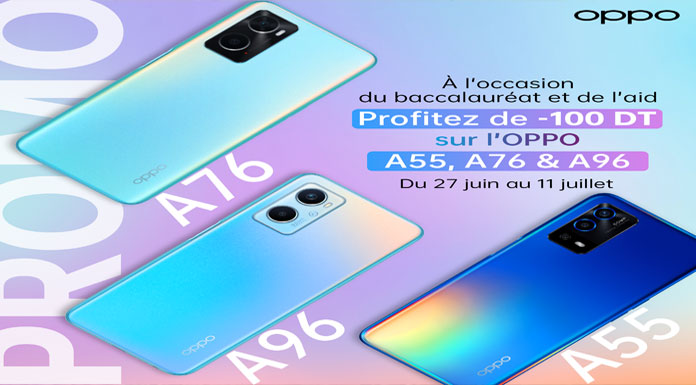 oppo
PROMO
À l'occasion
du baccalauréat et de l'aid
Profitez de -100 DT
sur l'OPPO
A55, A76 & A96
Du 27 juin au 11 juillet
oppo
A76
oppo
A96
oppo
A55